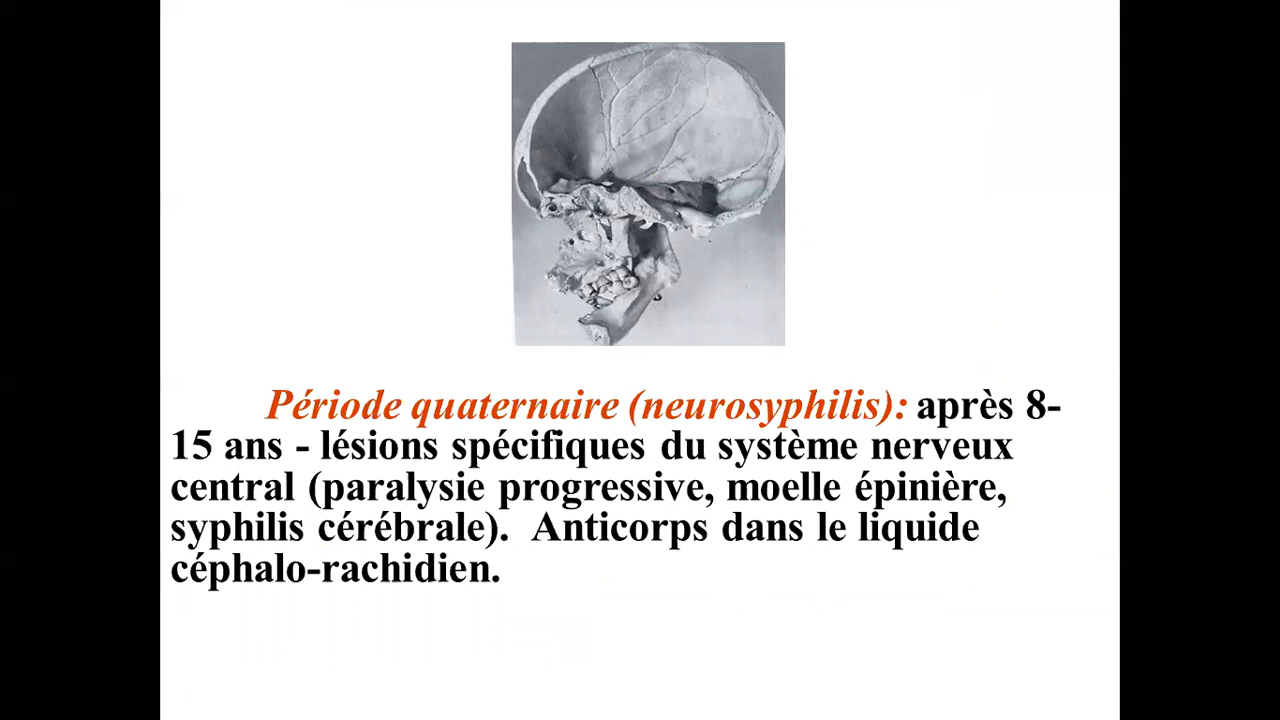 Période quaternaire (neurosyphilis): après 8-
15 ans - lésions spécifiques du système nerveux
central (paralysie progressive, moelle épinière,
syphilis cérébrale).  Anticorps dans le liquide
céphalo-rachidien.